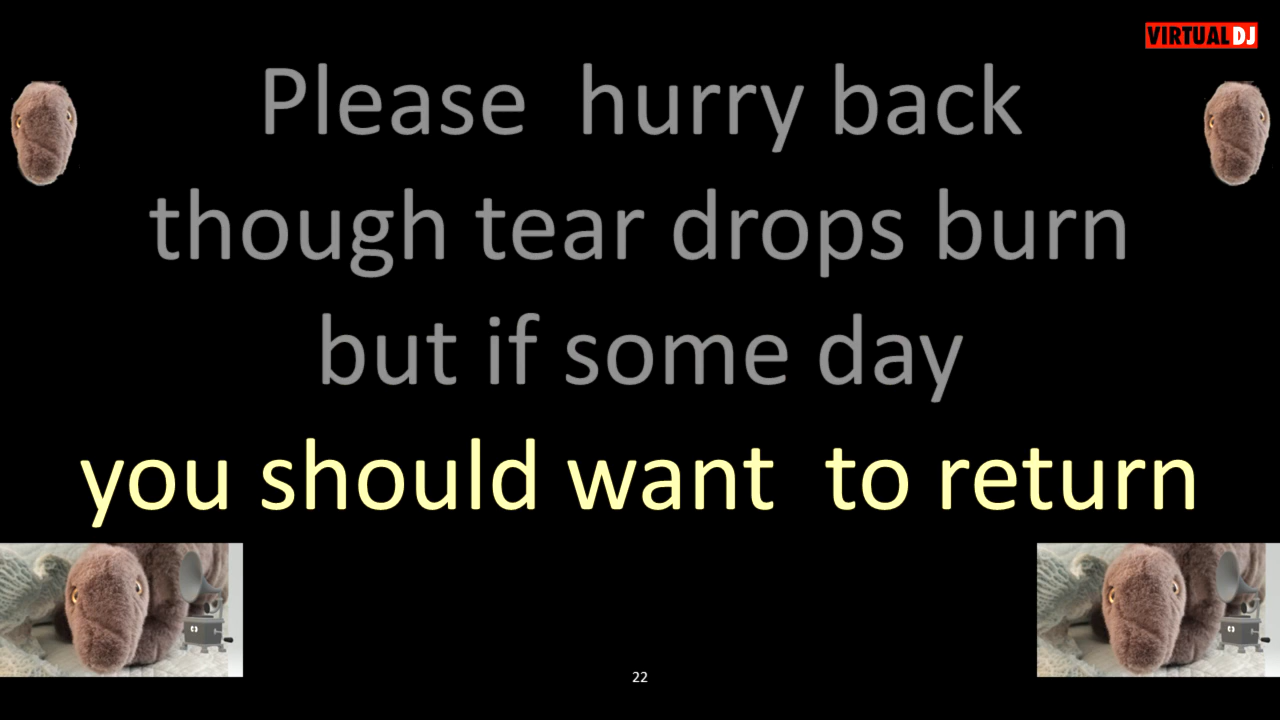 VIRTUAL DJ
Please  hurry back
though tear drops burn
but if some day
you should want  to return
22